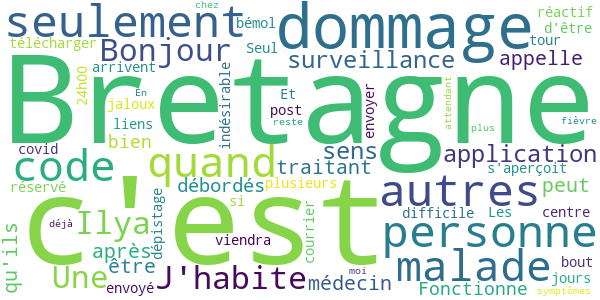 chez
seulement
bémol
dommage
réactif
d'être
télécharger
Bonjour
Seul
surveillance
tour
appelle
arrivent
24h00
En
jaloux
indésirable
Et
post
envoyer
attendant
Bretagne
liens
reste
plus
fièvre
covid
bien
sens
application
code
quand
traitant
s'aperçoit
réservé
débordés
plusieurs
autres
peut
c'est
dépistage
si
courrier
difficile
Les
centre
qu'ils
déjà
Ilya
personne
viendra
après
Une
être
J'habite
malade
bout
médecin
moi
jours
envoyé
Fonctionne
symptômes